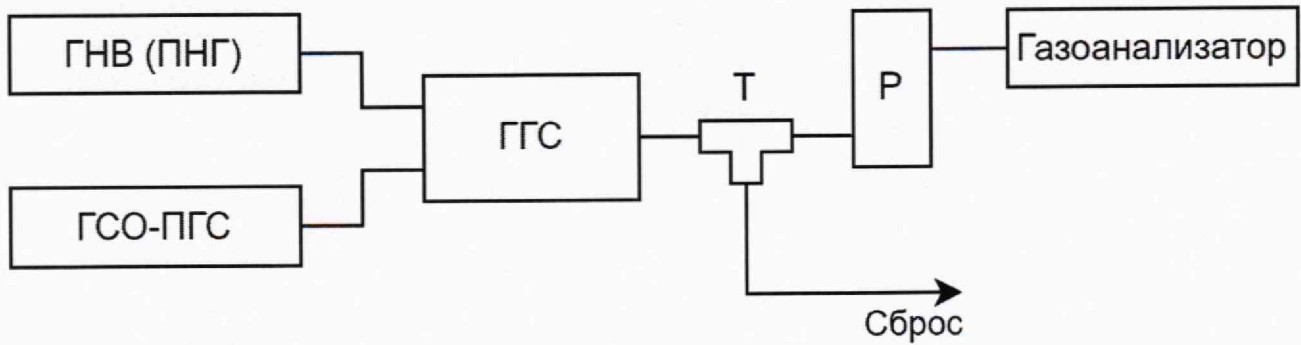 ГНВ (ПНГ)
ГСО-ПГС
ГГС
Т
Р
Газоанализатор
Сброс